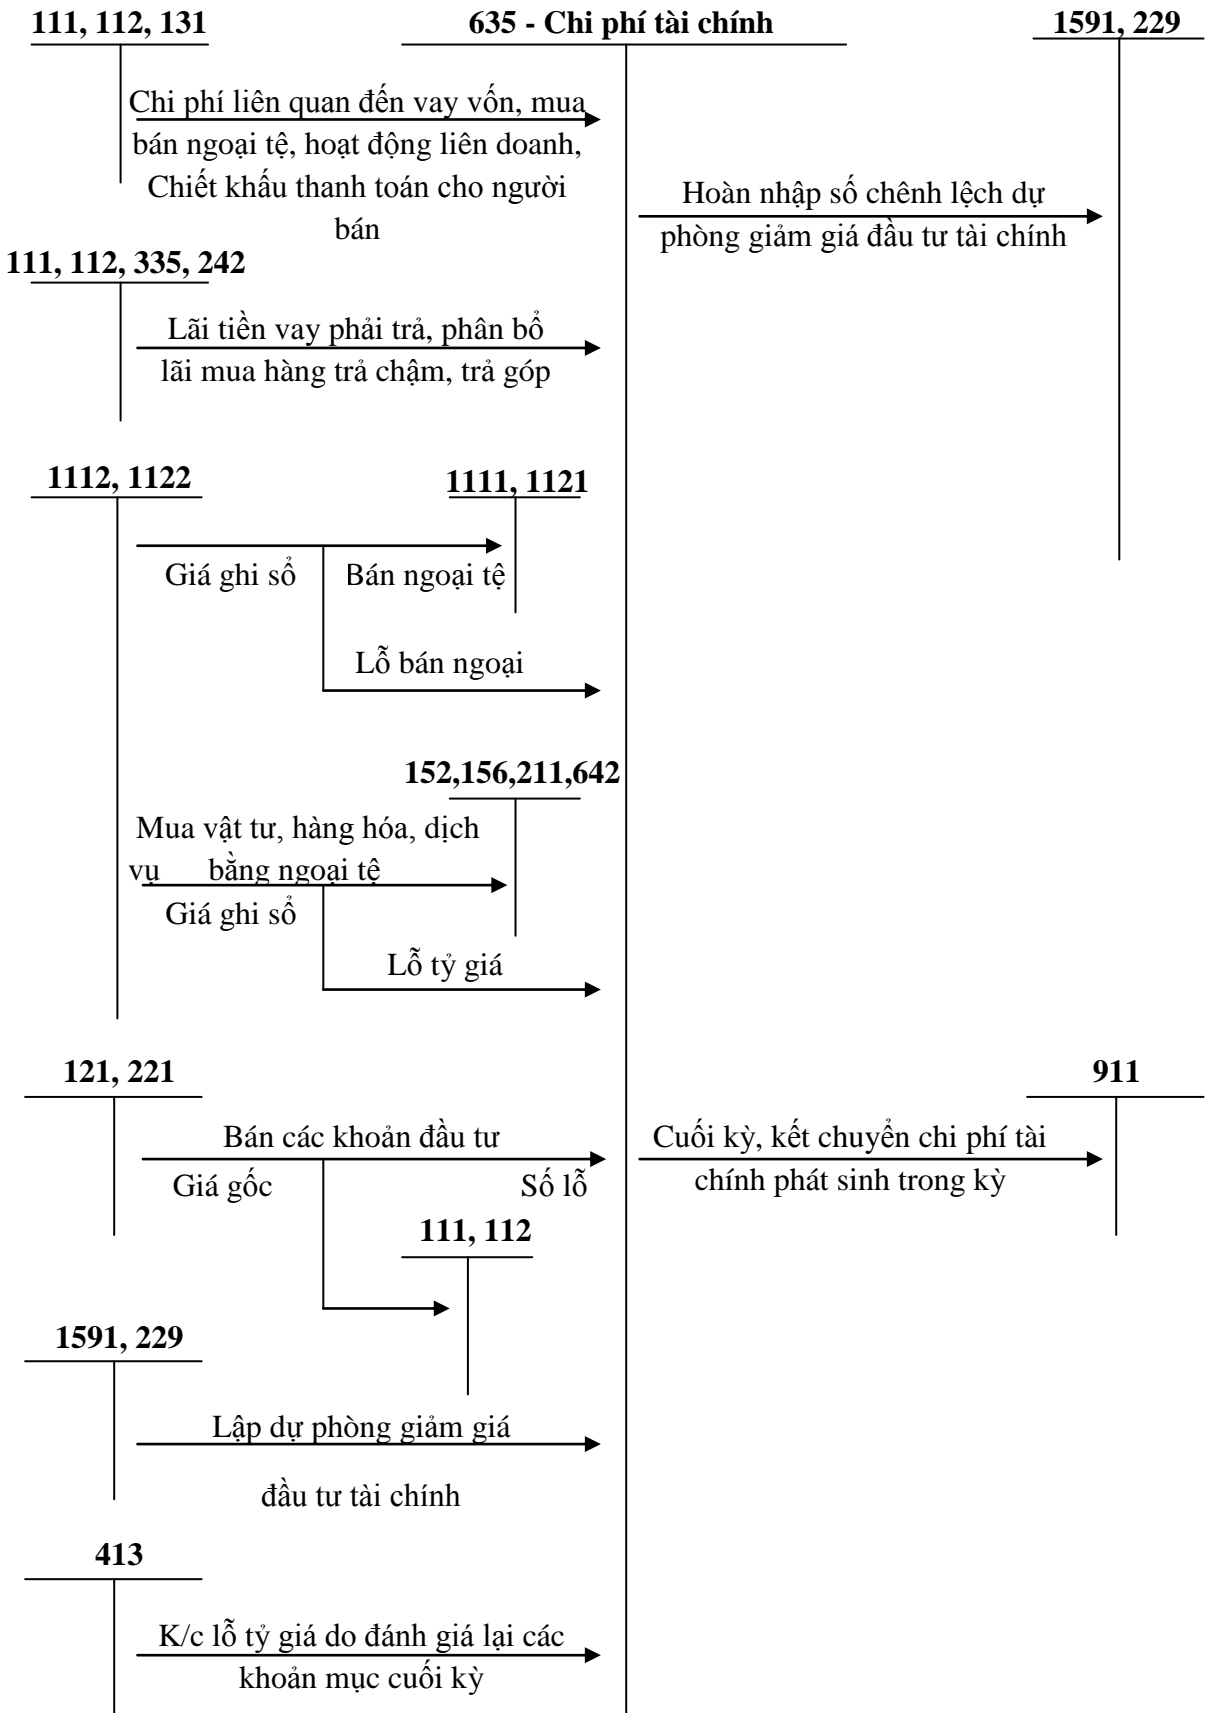 111, 112, 131
635 - Chi phí tài chính
1591, 229
Chi phí liên quan đến vay vốn, mua
bán ngoại tệ, hoạt động liên doanh,
Chiết khấu thanh toán cho người
bán
Hoàn nhập số chênh lệch dự
phòng giảm giá đầu tư tài chính
111, 112, 335, 242
Lãi tiền vay phải trả, phân bổ
lãi mua hàng trả chậm, trả góp
1112, 1122
1111, 1121
Giá ghi sổ
Bán ngoại tệ
Lỗ bán ngoại
152,156,211,642
Mua vật tư, hàng hóa, dịch
vụ bằng ngoại tệ
Giá ghi sổ
Lỗ tỷ giá
121, 221
911
Bán các khoản đầu tư
Giá gốc
Số lỗ
Cuối kỳ, kết chuyển chi phí tài
chính phát sinh trong kỳ
111, 112
1591, 229
Lập dự phòng giảm giá
đầu tư tài chính
413
K/c lỗ tỷ giá do đánh giá lại các
khoản mục cuối kỳ